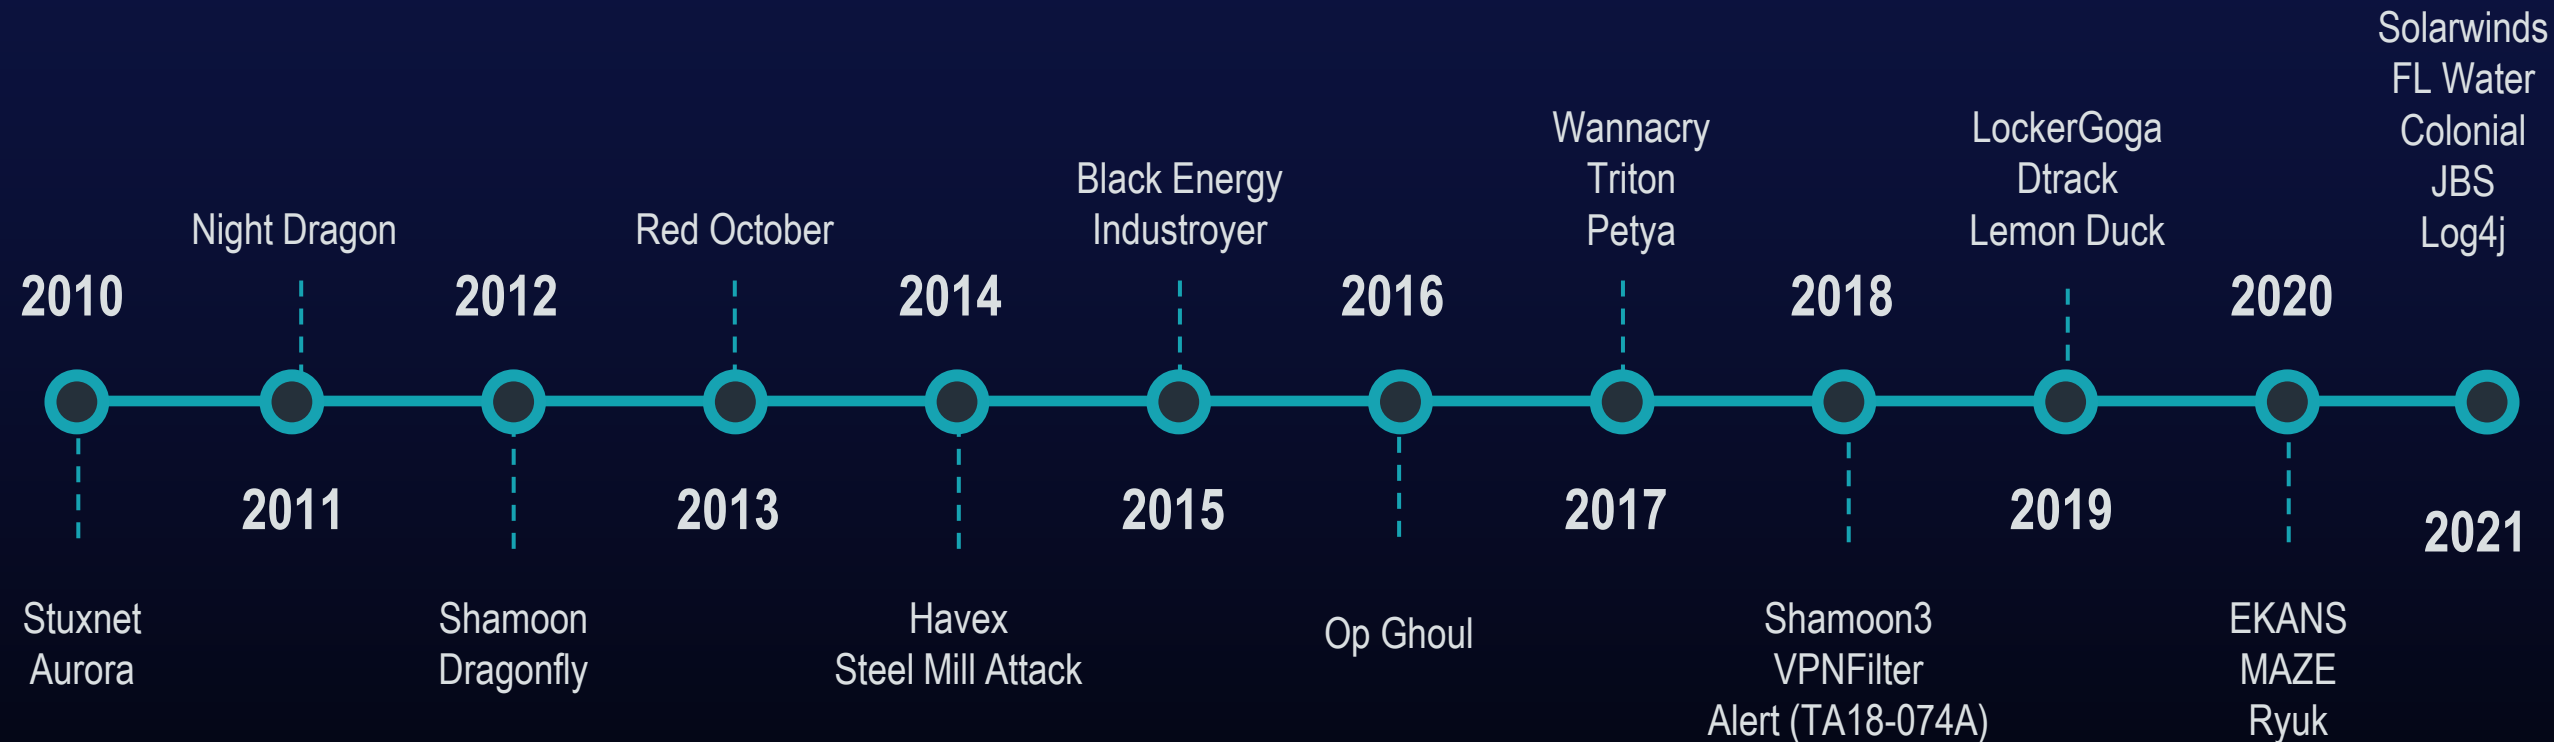 2010
Stuxnet
Aurora
Night Dragon
2011
2012
Shamoon
Dragonfly
Red October
2013
2014
Havex
Steel Mill Attack
Black Energy
Industroyer
2015
2016
Op Ghoul
Wannacry
Triton
Petya
2017
2018
Shamoon3
VPNFilter
Alert (TA18-074A)
LockerGoga
Dtrack
Lemon Duck
2019
2020
EKANS
MAZE
Ryuk
Solarwinds
FL Water
Colonial
JBS
Log4j
2021